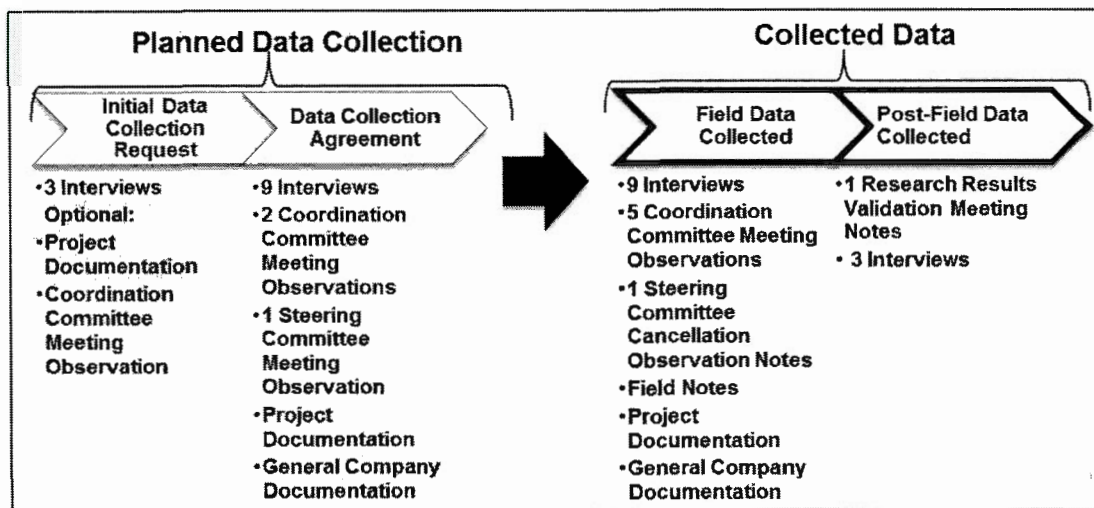 Planned Data Collection
Initial Data
Collection
Request
Data Collection
Agreement
•3 Interviews
Optional:
•Project
Documentation
•Coordination
Committee
Meeting
Observation
•9 Interviews
•2 Coordination
Committee
Meeting
Observations
•1 Steering
Committee
Meeting
Observation
•Project
Documentation
•General Company
Documentation
Collected Data
Field Data
Collected
Post-Field Data
Collected
•9 Interviews
•5 Coordination
Committee Meeting
Observations
•1 Steering
Committee
Cancellation
Observation Notes
•Field Notes
•Project
Documentation
•General Company
Documentation
•1 Research Results
Validation Meeting
Notes
• 3 Interviews